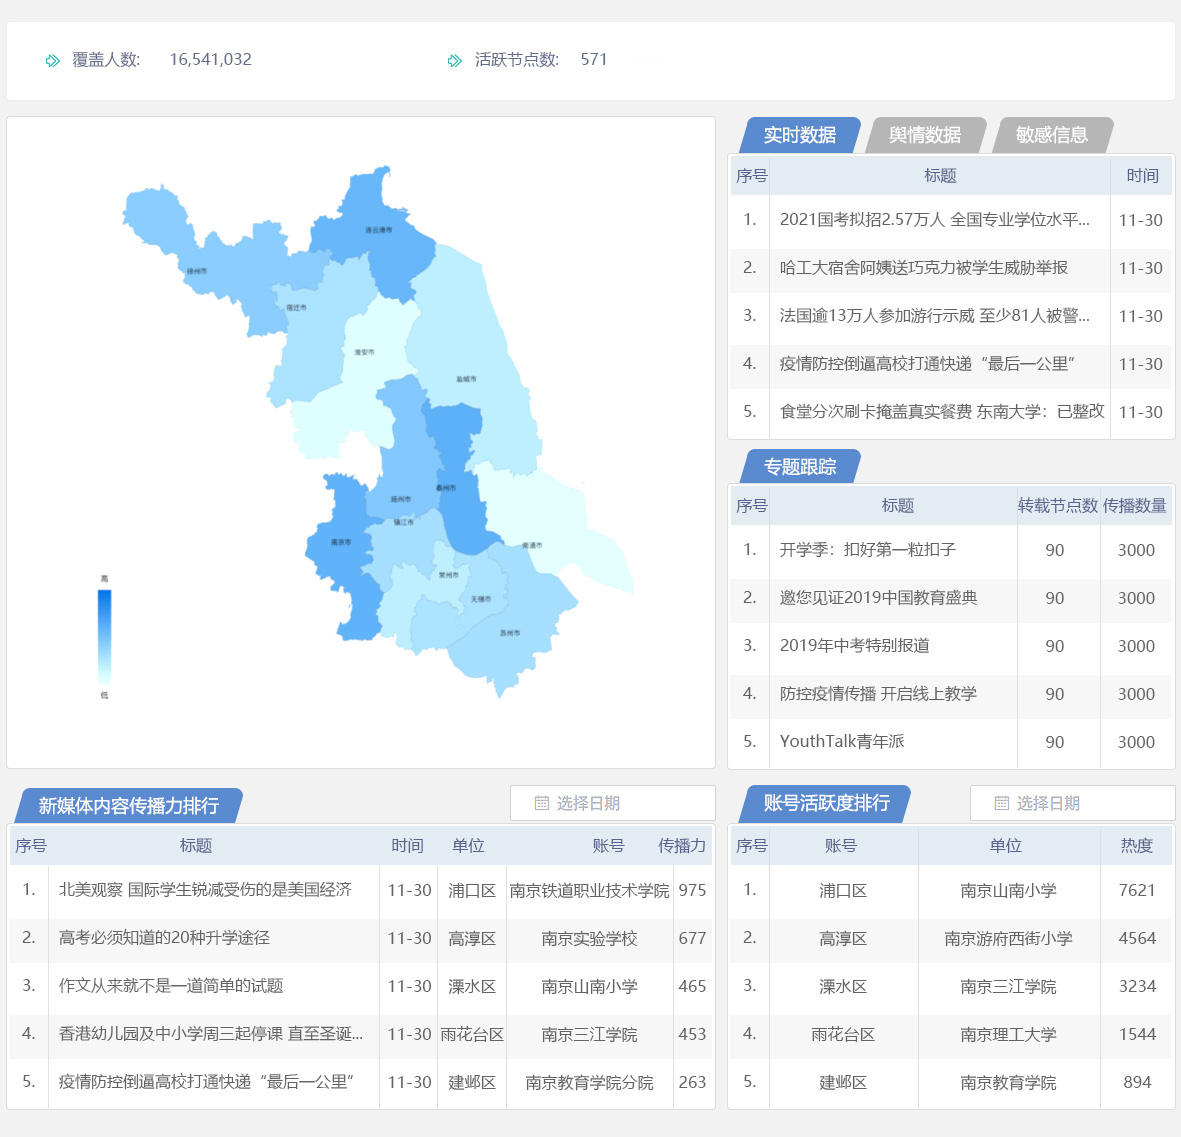 覆盖人数: 16,541,032 活跃节点数: 571
实时数据 舆情数据 敏感信息
序号 标题 时间
1. 2021国考拟招2.57万人 全国专业学位水平... 11-30
2. 哈工大宿舍阿姨送巧克力被学生威胁举报 11-30
3. 法国逾13万人参加游行示威 至少81人被警... 11-30
4. 疫情防控倒逼高校打通快递“最后一公里” 11-30
5. 食堂分次刷卡掩盖真实餐费 东南大学：已整改 11-30
连云港市
徐州市
宿迁市
淮安市
盐城市
泰州市
扬州市
镇江市
南京市
南通市
常州市
无锡市
苏州市
高
低
专题跟踪
序号 标题 转载节点数 传播数量
1. 开学季：扣好第一粒扣子 90 3000
2. 邀您见证2019中国教育盛典 90 3000
3. 2019年中考特别报道 90 3000
4. 防控疫情传播 开启线上教学 90 3000
5. YouthTalk青年派 90 3000
新媒体内容传播力排行 选择日期
序号 标题 时间 单位 账号 传播力
1. 北美观察 国际学生锐减受伤的是美国经济 11-30 浦口区 南京铁道职业技术学院 975
2. 高考必须知道的20种升学途径 11-30 高淳区 南京实验学校 677
3. 作文从来就不是一道简单的试题 11-30 溧水区 南京山南小学 465
4. 香港幼儿园及中小学周三起停课 直至圣诞... 11-30 雨花台区 南京三江学院 453
5. 疫情防控倒逼高校打通快递“最后一公里” 11-30 建邺区 南京教育学院分院 263
账号活跃度排行 选择日期
序号 账号 单位 热度
1. 浦口区 南京山南小学 7621
2. 高淳区 南京游府西街小学 4564
3. 溧水区 南京三江学院 3234
4. 雨花台区 南京理工大学 1544
5. 建邺区 南京教育学院 894